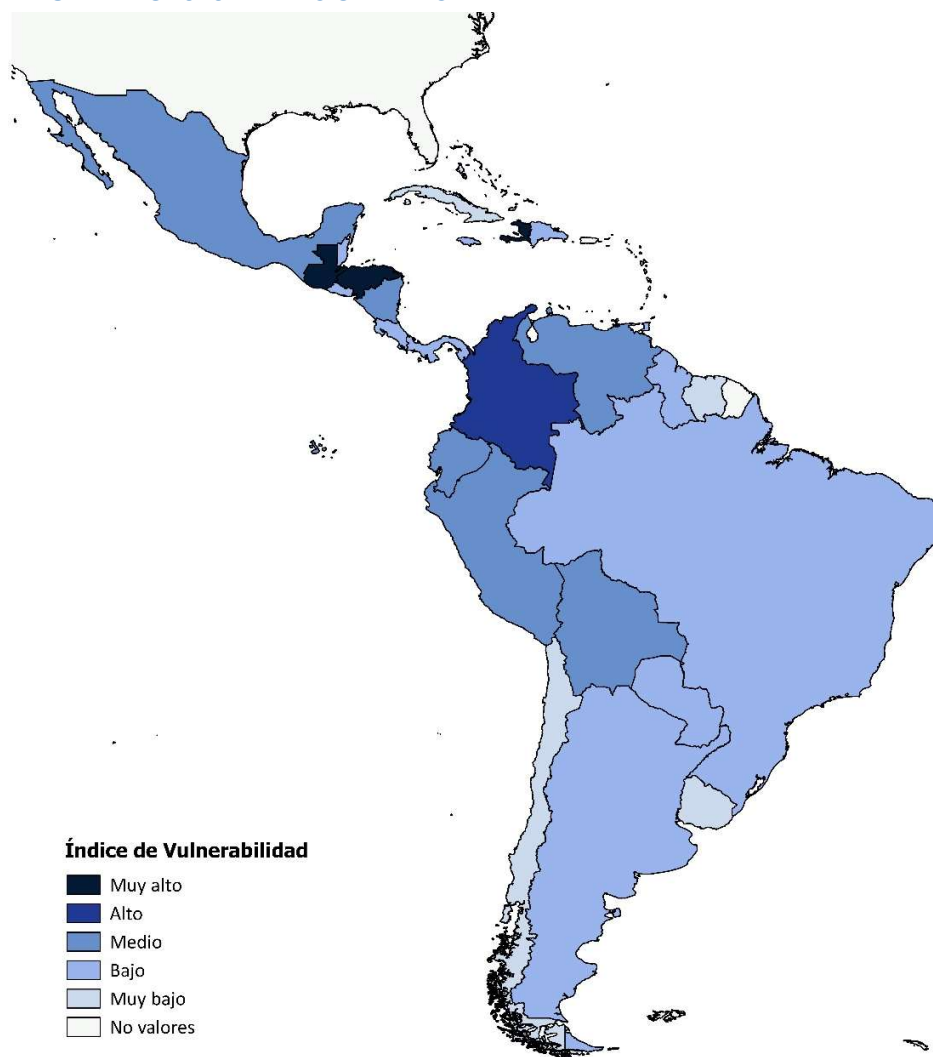 Índice de Vulnerabilidad
Muy alto
Alto
Medio
Bajo
Muy bajo
No valores